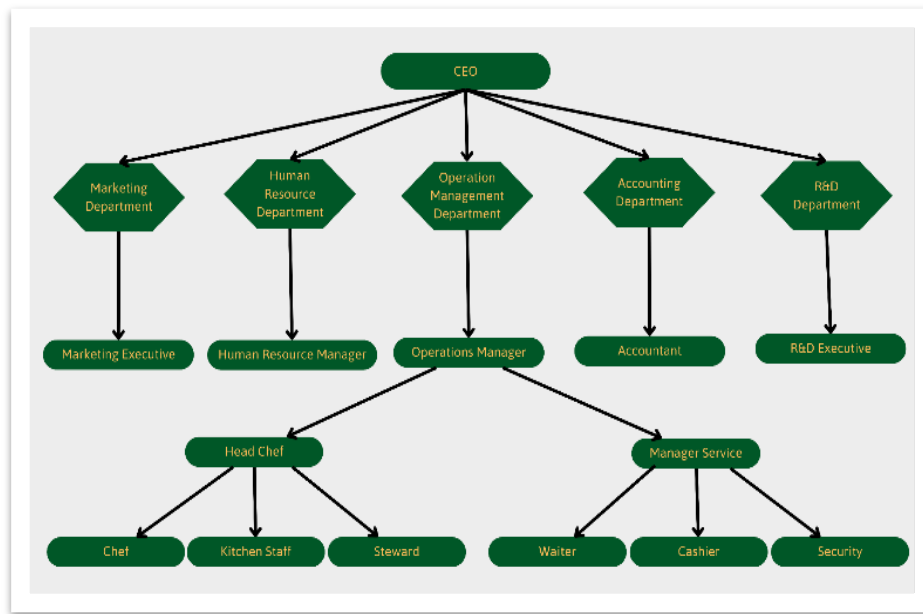 CEO
Marketing
Department
Human
Resource
Department
Operation
Management
Department
Accounting
Department
R&D
Department
Marketing Executive
Human Resource Manager
Operations Manager
Accountant
R&D Executive
Head Chef
Manager Service
Chef
Kitchen Staff
Steward
Waiter
Cashier
Security